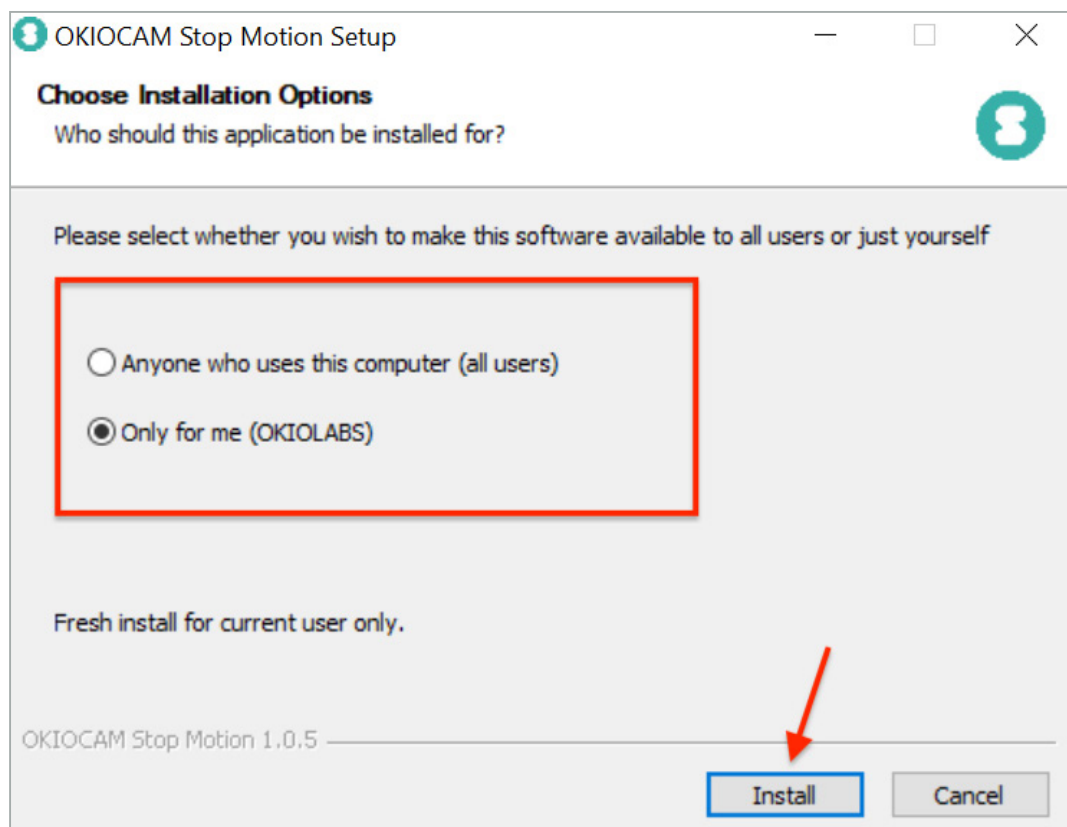 OKIOCAM Stop Motion Setup
Choose Installation Options
Who should this application be installed for?
Please select whether you wish to make this software available to all users or just yourself
Anyone who uses this computer (all users)
Only for me (OKIOLABS)
Fresh install for current user only.
OKIOCAM Stop Motion 1.0.5
Install
Cancel